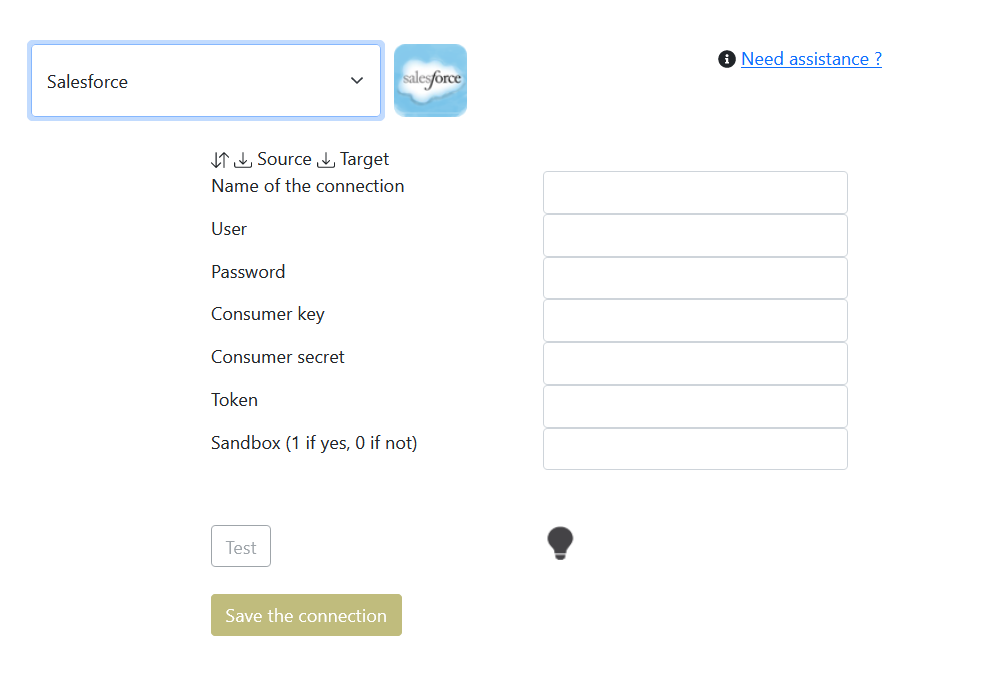 Salesforce
salesforce
Need assistance ?
Source Target
Name of the connection
User
Password
Consumer key
Consumer secret
Token
Sandbox (1 if yes, 0 if not)
Test
Save the connection